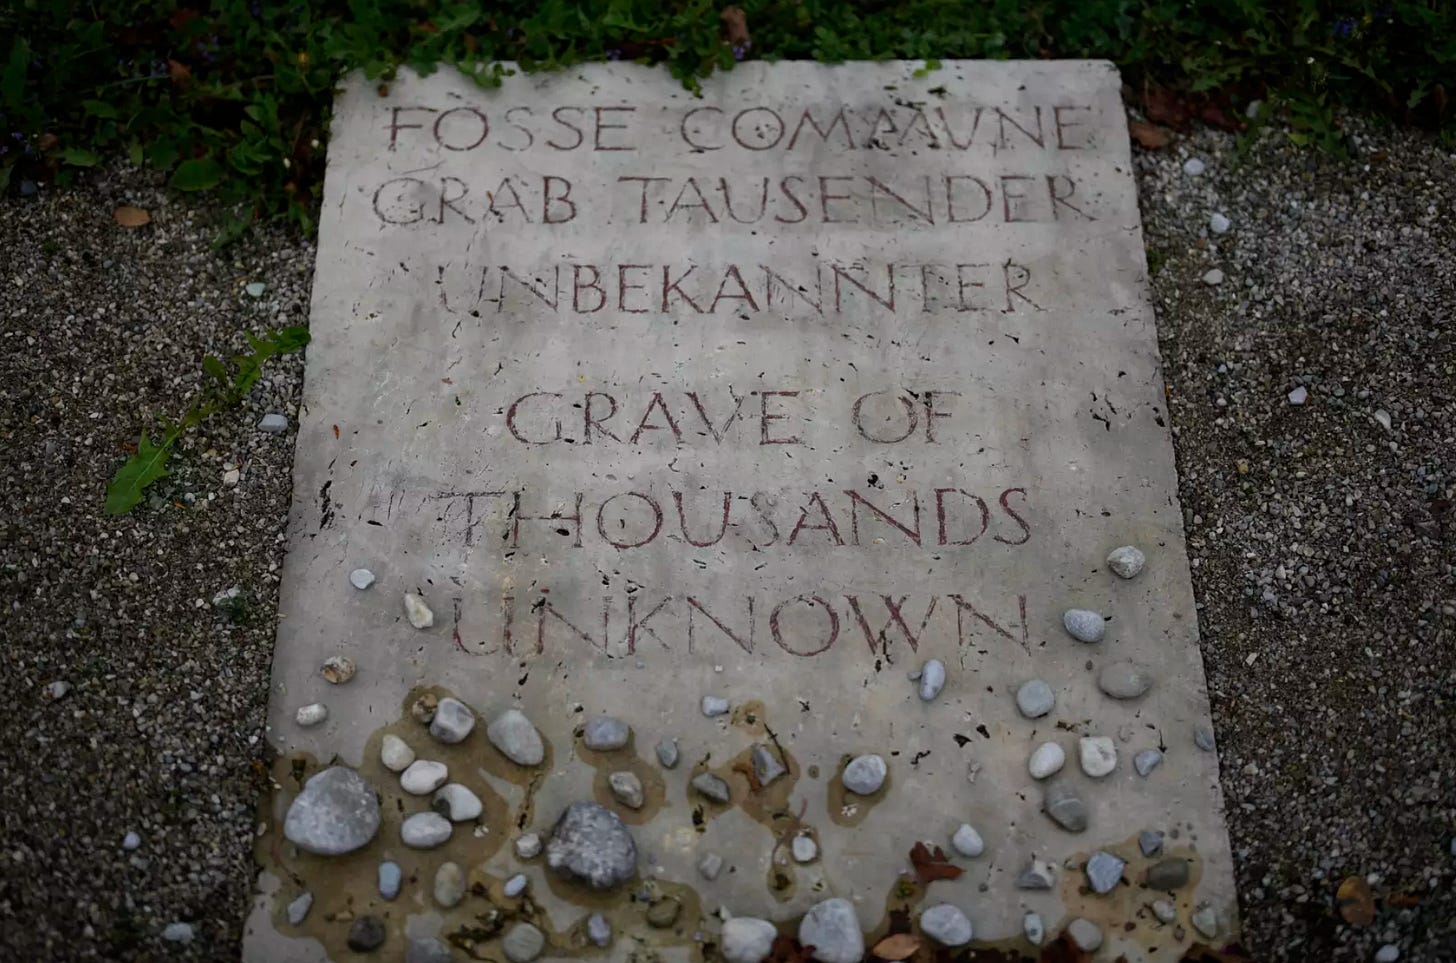 FOSSE COMMUNE
GRAB TAUSENDER
UNBEKANNTER
GRAVE OF
THOUSANDS
UNKNOWN